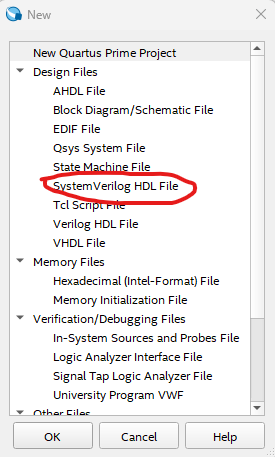 New
New Quartus Prime Project
Design Files
AHDL File
Block Diagram/Schematic File
EDIF File
Qsys System File
State Machine File
SystemVerilog HDL File
Tcl Script File
Verilog HDL File
VHDL File
Memory Files
Hexadecimal (Intel-Format) File
Memory Initialization File
Verification/Debugging Files
In-System Sources and Probes File
Logic Analyzer Interface File
Signal Tap Logic Analyzer File
University Program VWF
Other Files
OK Cancel Help